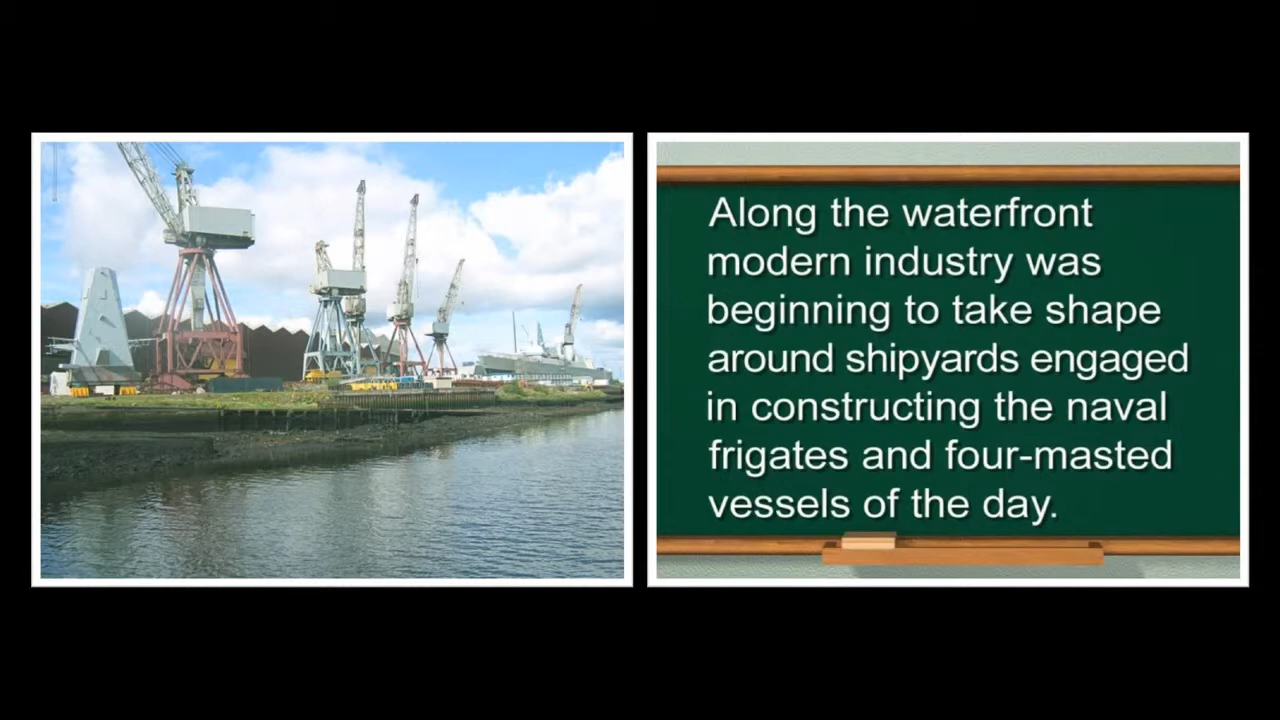 Along the waterfront
modern industry was
beginning to take shape
around shipyards engaged
in constructing the naval
frigates and four-masted
vessels of the day.